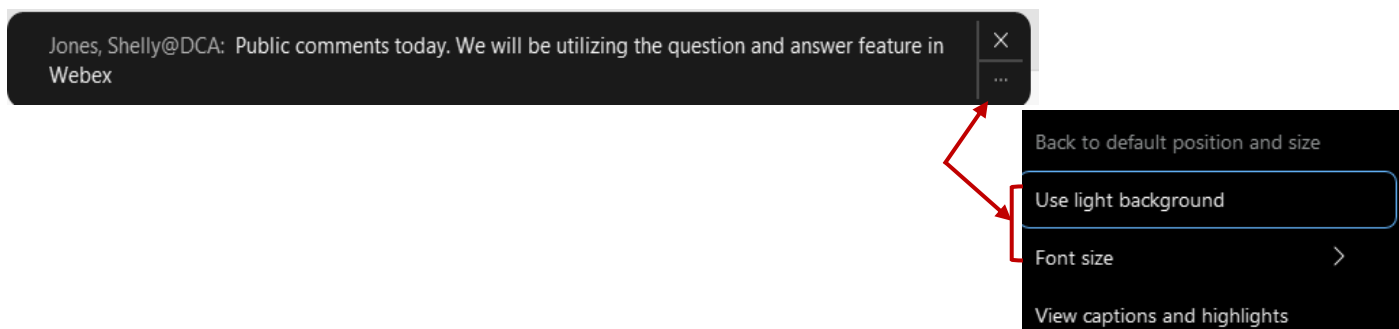 Jones, Shelly@DCA: Public comments today. We will be utilizing the question and answer feature in
Webex
...
Back to default position and size
Use light background
Font size
View captions and highlights